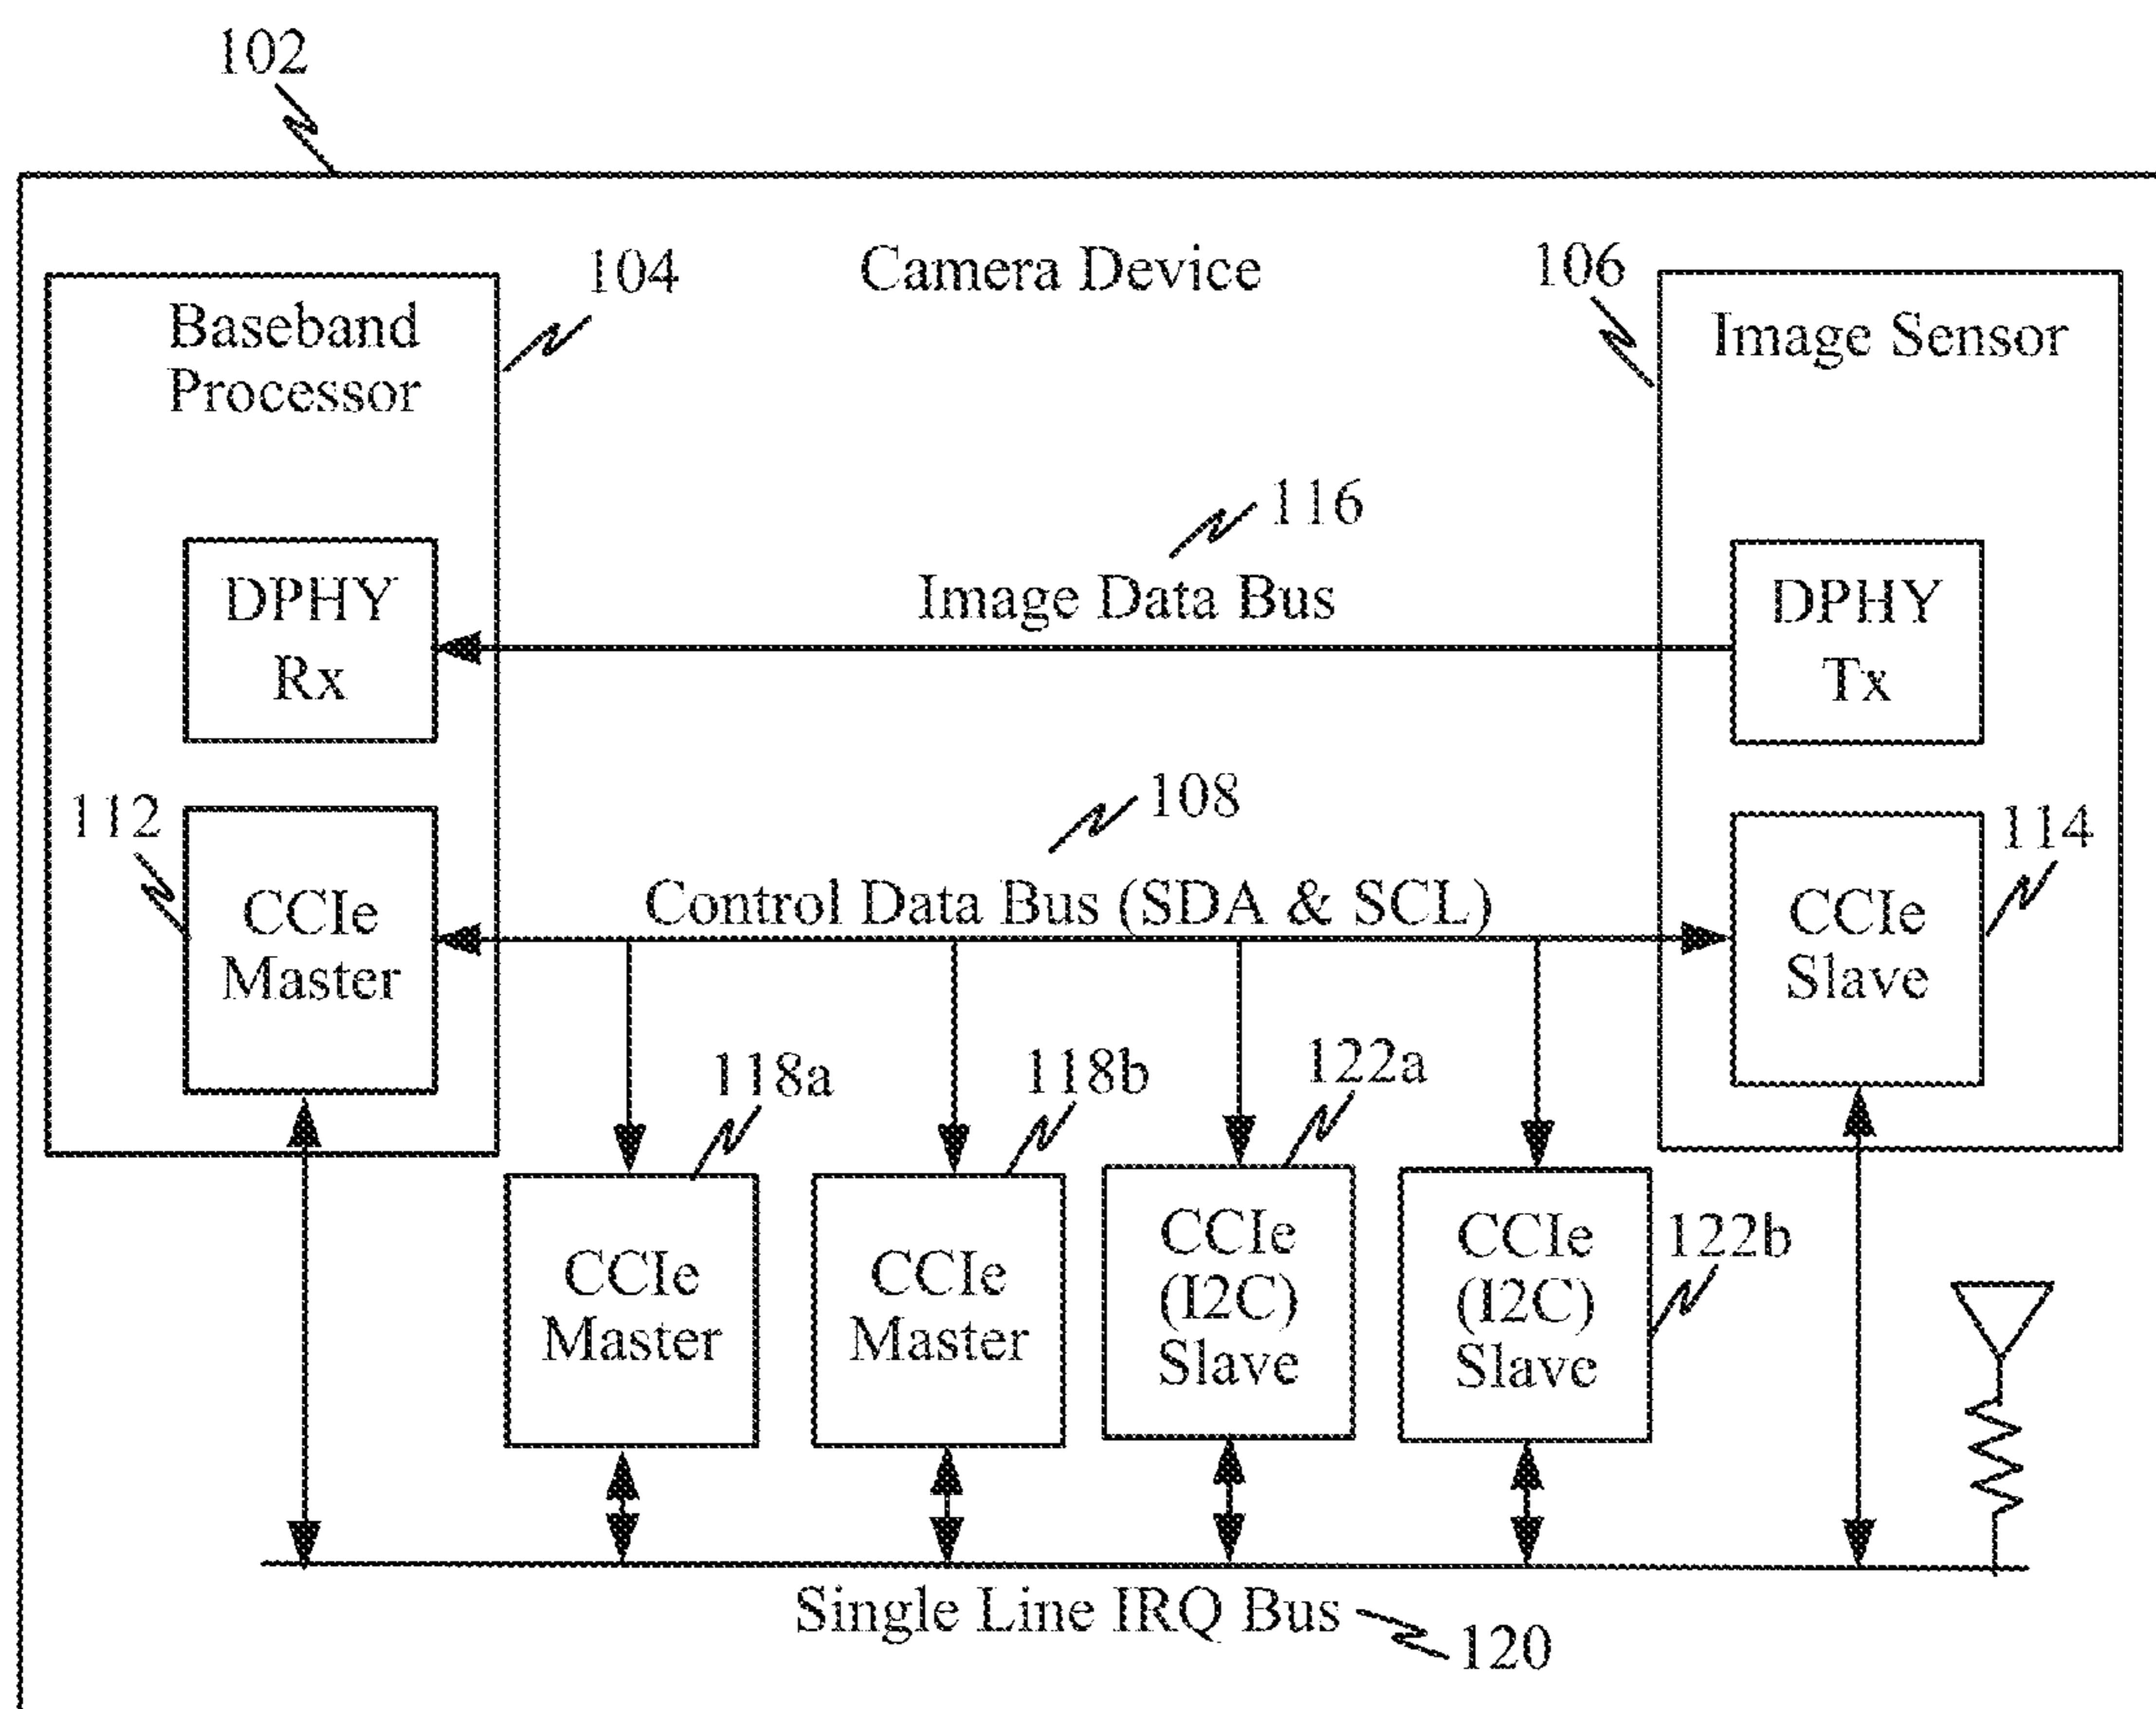 102
Camera Device
104
106
Baseband
Processor
Image Sensor
116
Image Data Bus
DPHY
Rx
DPHY
Tx
108
112
114
Control Data Bus (SDA & SCL)
CCIe
Master
CCIe
Slave
118a
118b
122a
122b
CCIe
Master
CCIe
Master
CCIe
(I2C)
Slave
CCIe
(I2C)
Slave
Single Line IRQ Bus
120